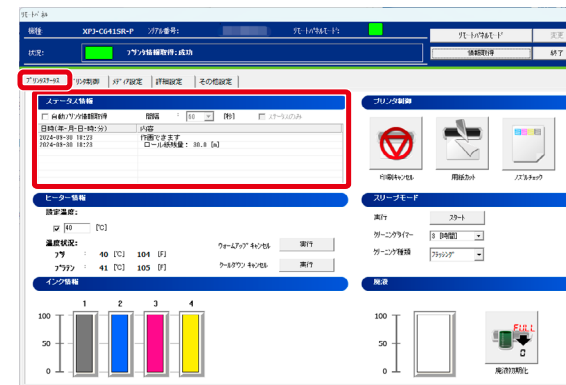 リモートパネル
機種
XPJ-C641SR-P
シリアル番号:
リモートパネルモード:
リモートパネルモード
変更
状況:
プリンタ情報取得:成功
情報取得
終了
プリンタステータス
プリンタ制御
メディア設定
詳細設定
その他設定
ステータス情報
自動プリンタ情報取得
間隔 : 80 [秒]
ステータスのみ
日時(年-月-日-時:分)
内容
2024-09-30 18:23
作画できます
2024-09-30 18:23
ロール紙残量: 30.0 [m]
プリンタ制御
印刷キャンセル
用紙カット
ノズルチェック
ヒーター情報
設定温度:
40 [℃]
温度状況:
プリ : 40 [℃] 104 [F]
プラテン : 41 [℃] 105 [F]
ウォームアップ キャンセル
実行
クールダウン キャンセル
実行
スリープモード
実行
スタート
クリーニングタイマー
8 [時間]
クリーニング種類
フラッシング
インク情報
1 2 3 4
100
50
0
廃液
100
50
0
FULL
0
廃液初期化